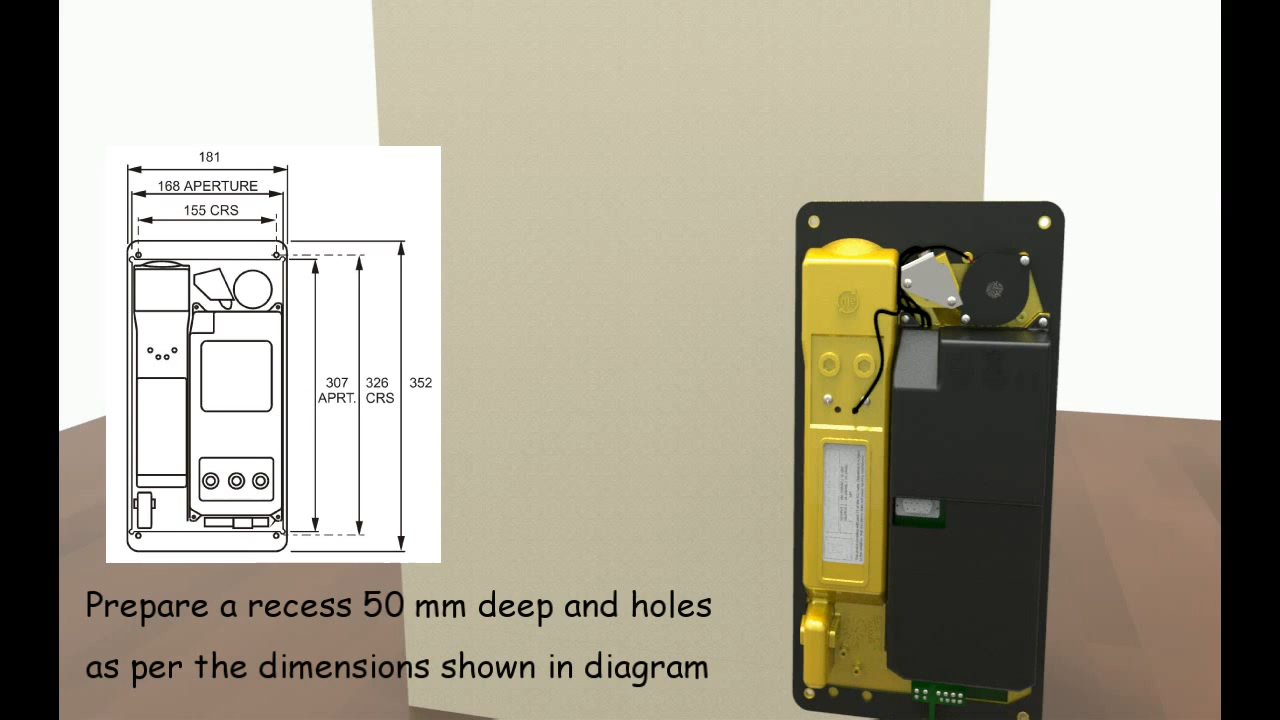 181
168 APERTURE
155 CRS
307
APRT.
326
CRS
352
Prepare a recess 50 mm deep and holes
as per the dimensions shown in diagram